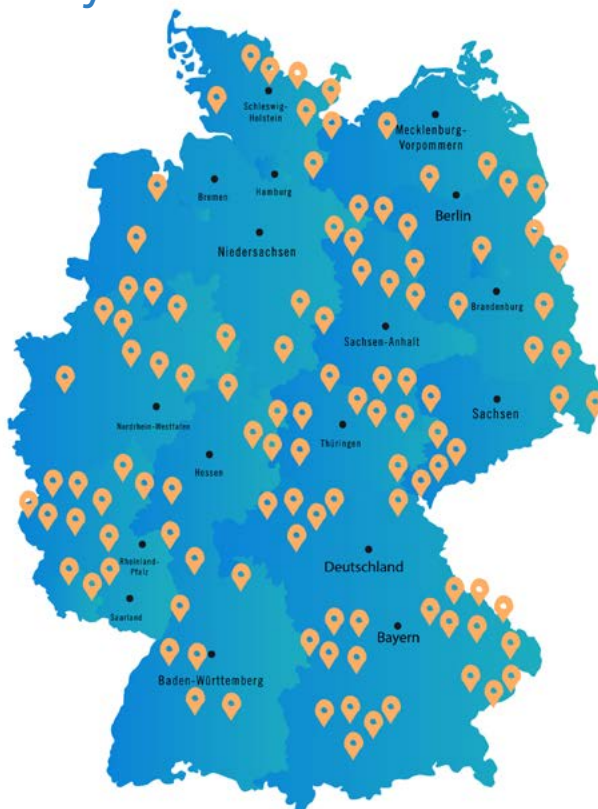 Schleswig-
Holstein
Mecklenburg-
Vorpommern
Bremen
Hamburg
Berlin
Niedersachsen
Brandenburg
Sachsen-Anhalt
Sachsen
Nordrhein-Westfalen
Thüringen
Hessen
Rheinland-
Pfalz
Deutschland
Saarland
Bayern
Baden-Württemberg